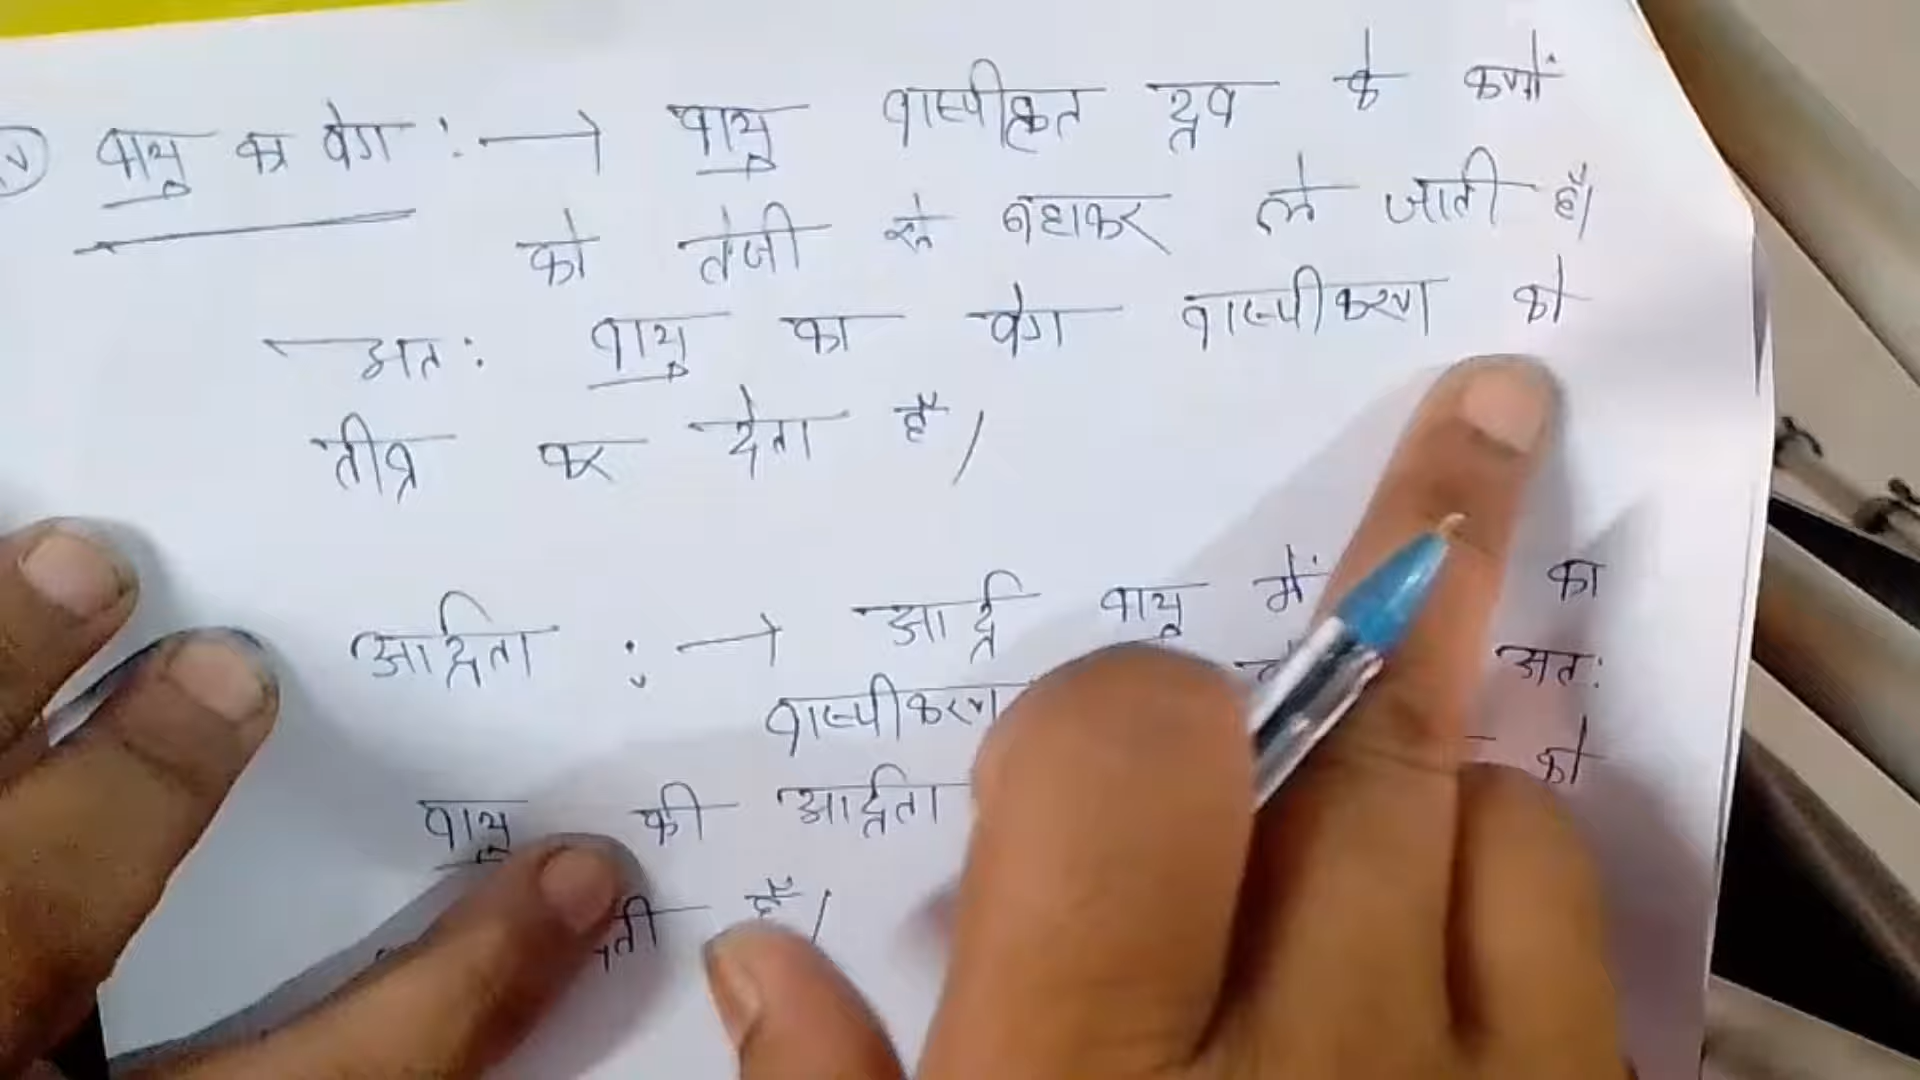 वायु का वेग :→ वायु वाष्पीकृत द्रव के कणों
को तेजी से बहाकर ले जाती है।
अतः वायु का वेग वाष्पीकरण को
तीव्र कर देता है।
आर्द्रता :→ आर्द्र वायु में का
वाष्पीकरण अतः
वायु की आर्द्रता को
है।